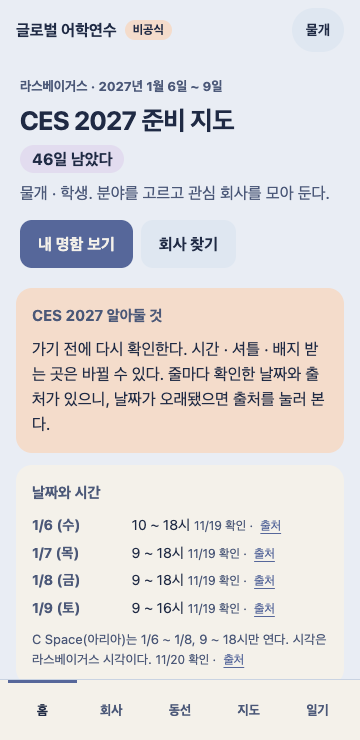 글로벌 어학연수 비공식 물개
라스베이거스 · 2027년 1월 6일 ~ 9일
CES 2027 준비 지도
46일 남았다
물개 · 학생. 분야를 고르고 관심 회사를 모아 둔다.
내 명함 보기 회사 찾기
CES 2027 알아둘 것
가기 전에 다시 확인한다. 시간 · 셔틀 · 배지 받
는 곳은 바뀔 수 있다. 줄마다 확인한 날짜와 출
처가 있으니, 날짜가 오래됐으면 출처를 눌러 본
다.
날짜와 시간
1/6 (수) 10 ~ 18시 11/19 확인 · 출처
1/7 (목) 9 ~ 18시 11/19 확인 · 출처
1/8 (금) 9 ~ 18시 11/19 확인 · 출처
1/9 (토) 9 ~ 16시 11/19 확인 · 출처
C Space(아리아)는 1/6 ~ 1/8, 9 ~ 18시만 연다. 시각은
라스베이거스 시각이다. 11/20 확인 · 출처
홈 회사 동선 지도 일기